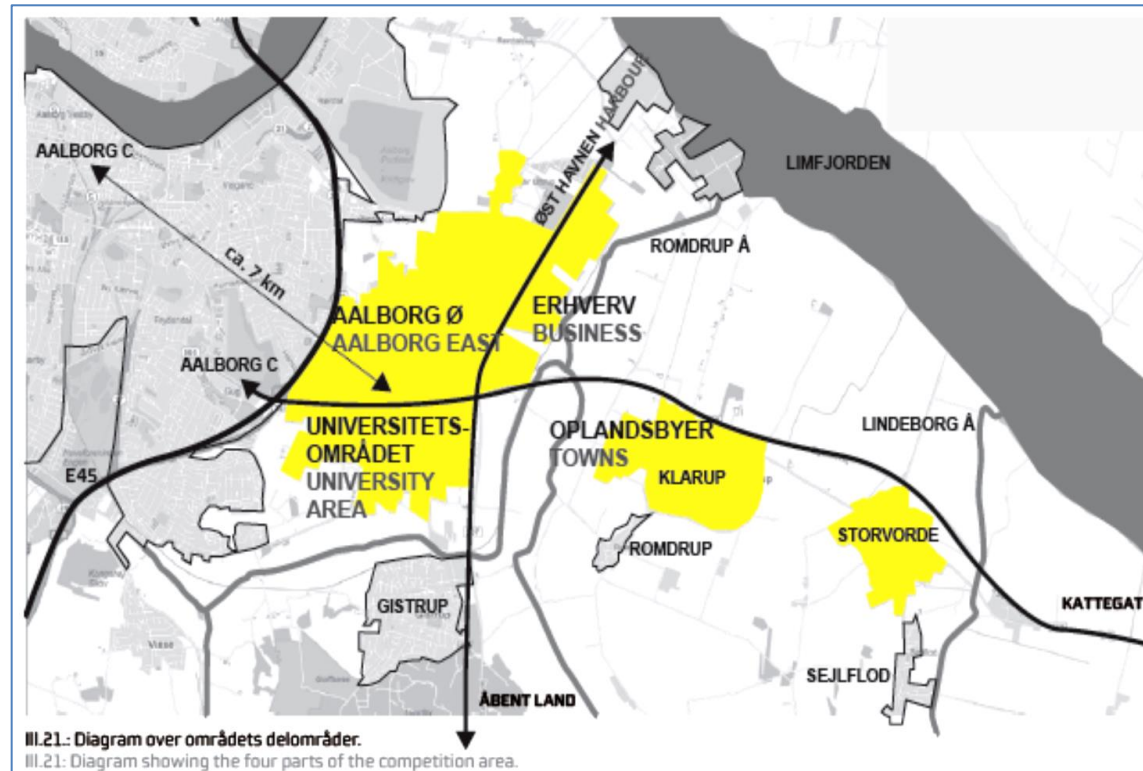 AALBORG C
ca. 7 km
AALBORG C
E45
AALBORG Ø
AALBORG EAST
UNIVERSITETS-
OMRÅDET
UNIVERSITY
AREA
ØST HAVNEN HARBOUR
ERHVERV
BUSINESS
LIMFJORDEN
ROMDRUP Å
OPLANDSBYER
TOWNS
KLARUP
ROMDRUP
LINDEBORG Å
STORVORDE
KATTEGAT
SEJLFLOD
GISTRUP
ÅBENT LAND
Ill.21.: Diagram over områdets delområder.
Ill.21: Diagram showing the four parts of the competition area.